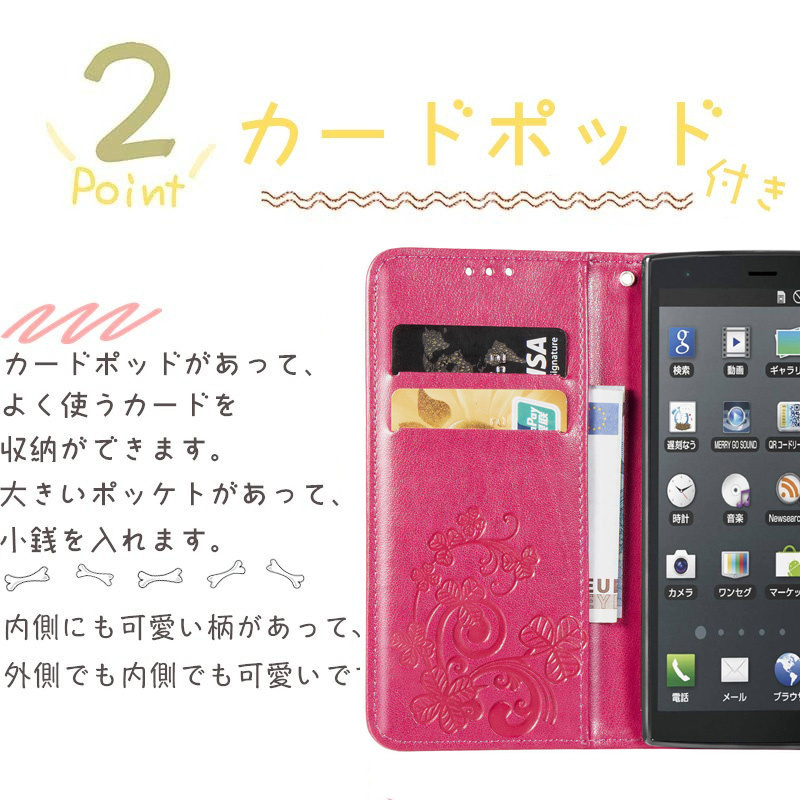 2
Point
カードポッド
付き
カードポッドがあって、
よく使うカードを
収納ができます。
大きいポッケトがあって、
小銭を入れます。
内側にも可愛い柄があって、
外側でも内側でも可愛いで
VISA
signature
Pay
EU
検索
動画
ギャラリ
遅刻なう
MERRY GO SOUND
QRコードリー
時計
音楽
Newsearc
カメラ
ワンセグ
マーケッ
電話
メール
ブラウ